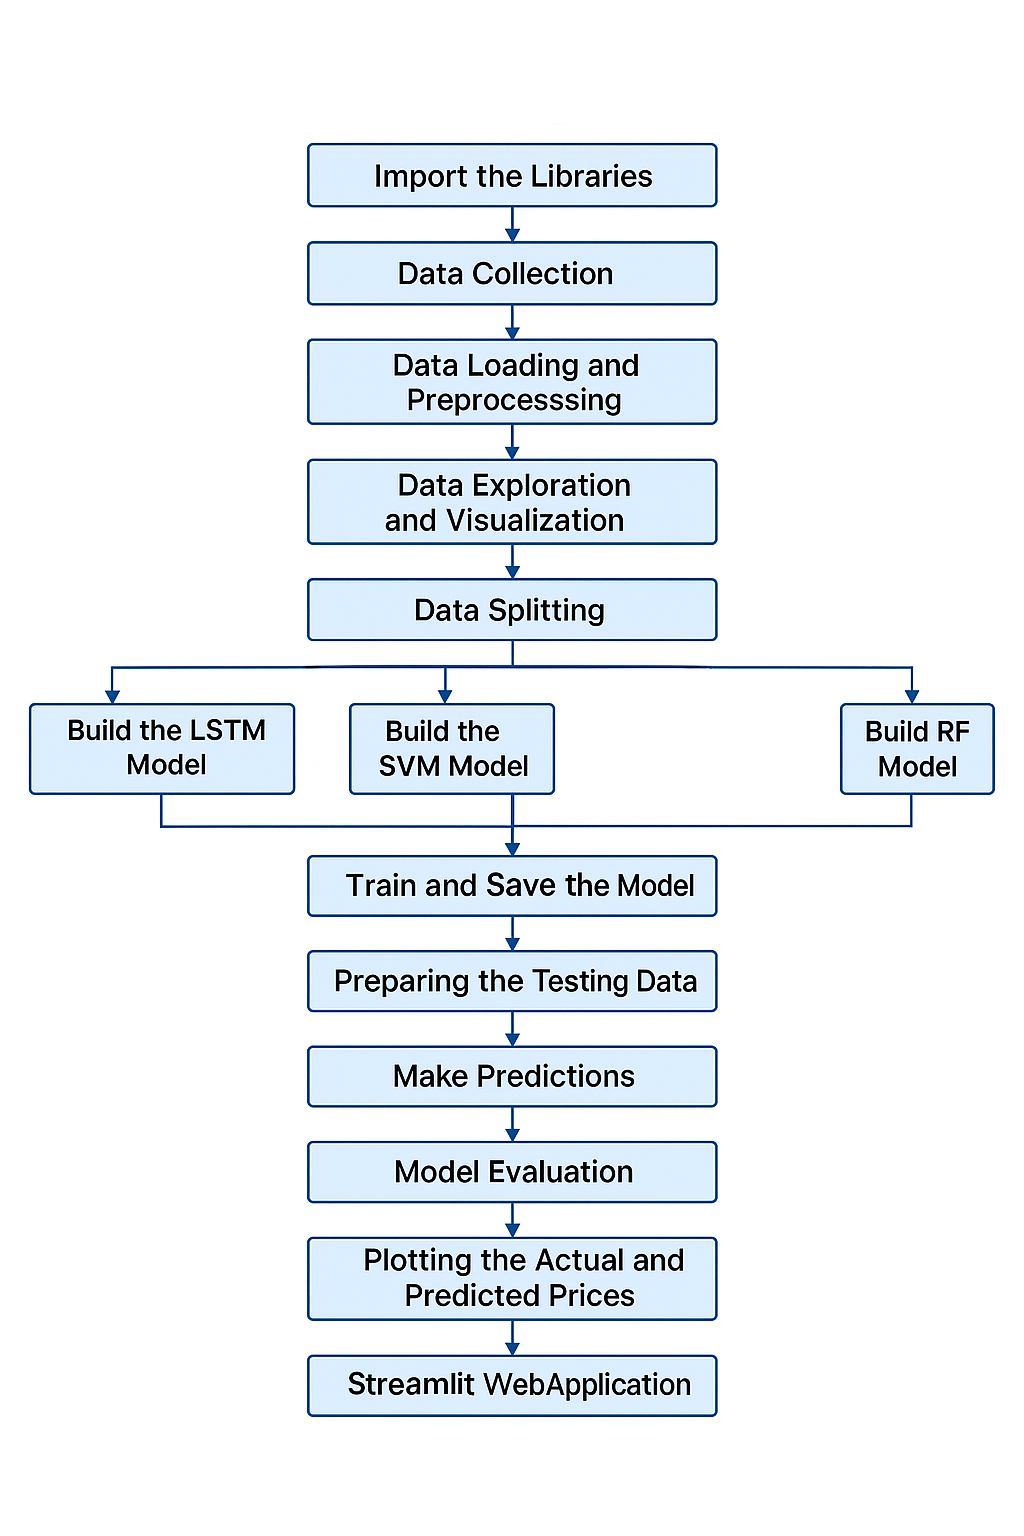 Import the Libraries
Data Collection
Data Loading and
Preprocesssing
Data Exploration
and Visualization
Data Splitting
Build the LSTM
Model
Build the
SVM Model
Build RF
Model
Train and Save the Model
Preparing the Testing Data
Make Predictions
Model Evaluation
Plotting the Actual and
Predicted Prices
Streamlit WebApplication